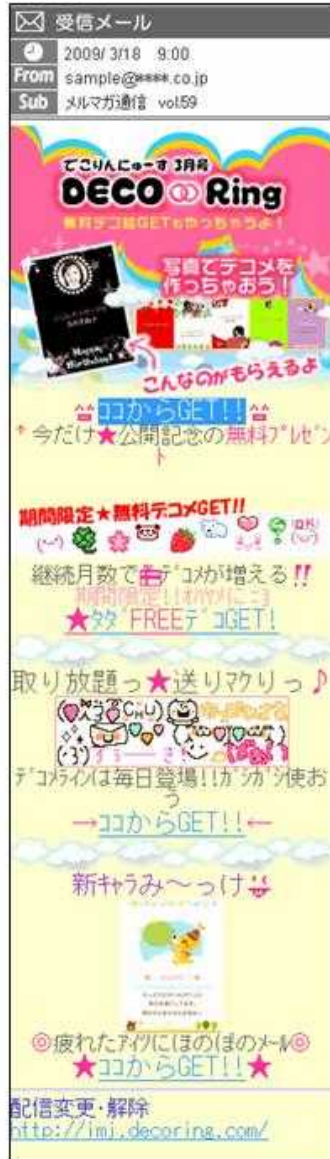 受信メール
2009/ 3/18 9:00
From sample@****.co.jp
Sub メルマガ通信 vol.59
でこりんにゅーす 3月号
DECO Ring
無料デコ絵GETもやっちゃうよ!
写真でデコメを
作っちゃおう!
Happy
Birthday!
こんなのがもらえるよ
ココからGET!!
今だけ★公開記念の無料プレゼン
ト
期間限定★無料デコメGET!!
継続月数でデコメが増える!!
★タダFREEデコGET!
取り放題っ★送りマクりっ♪
デコメラインは毎日登場!!ガシガシ使お
う
→ココからGET!!←
新キャラみ〜っけ
◎疲れたアイツにほのぼのメール◎
★ココからGET!!★
配信変更・解除
http://imj.decoring.com/